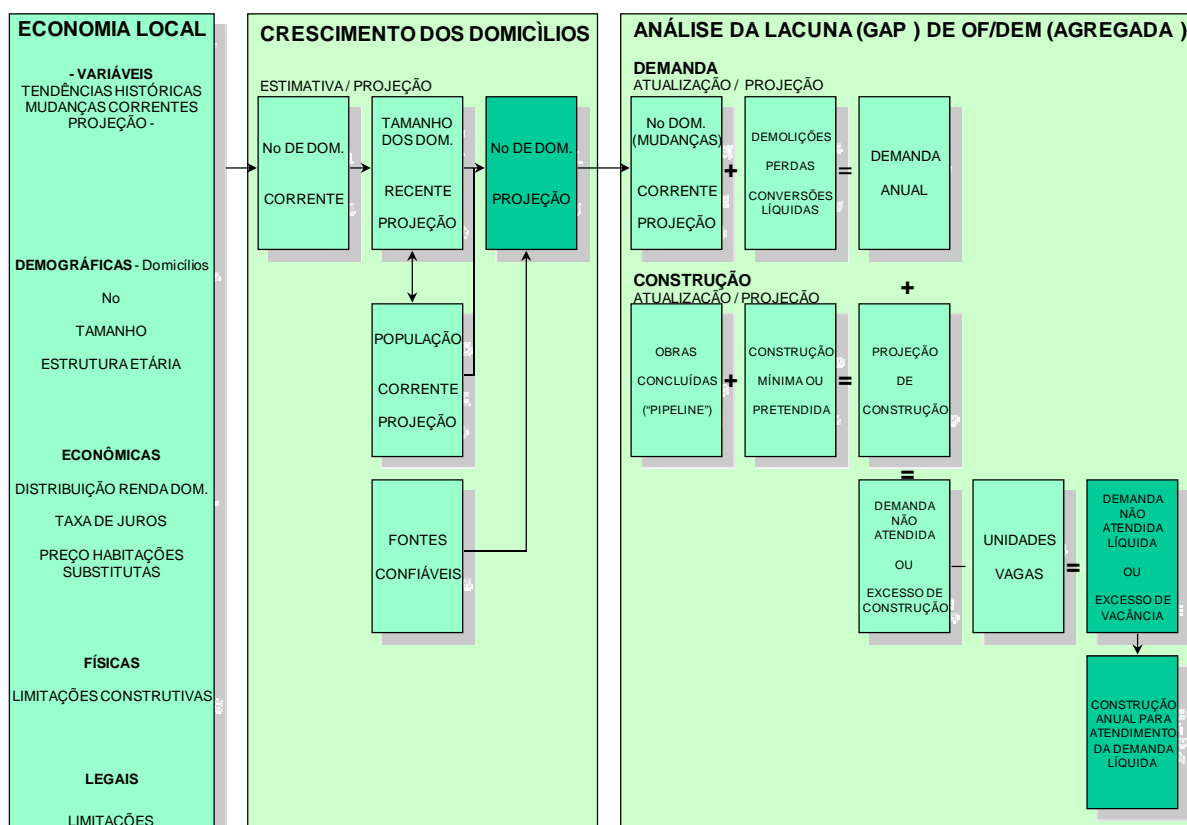 ECONOMIA LOCAL
- VARIÁVEIS
TENDÊNCIAS HISTÓRICAS
MUDANÇAS CORRENTES
PROJEÇÃO -
DEMOGRÁFICAS - Domicílios
No
TAMANHO
ESTRUTURA ETÁRIA
ECONÔMICAS
DISTRIBUIÇÃO RENDA DOM.
TAXA DE JUROS
PREÇO HABITAÇÕES
SUBSTITUTAS
FÍSICAS
LIMITAÇÕES CONSTRUTIVAS
LEGAIS
LIMITAÇÕES
CRESCIMENTO DOS DOMICÌLIOS
ESTIMATIVA / PROJEÇÃO
No DE DOM.
CORRENTE
TAMANHO
DOS DOM.
RECENTE
PROJEÇÃO
No DE DOM.
PROJEÇÃO
POPULAÇÃO
CORRENTE
PROJEÇÃO
FONTES
CONFIÁVEIS
ANÁLISE DA LACUNA (GAP ) DE OF/DEM (AGREGADA )
DEMANDA
ATUALIZAÇÃO / PROJEÇÃO
No DOM.
(MUDANÇAS)
CORRENTE
PROJEÇÃO
+
DEMOLIÇÕES
PERDAS
CONVERSÕES
LÍQUIDAS
=
DEMANDA
ANUAL
+
CONSTRUÇÃO
ATUALIZAÇÃO / PROJEÇÃO
OBRAS
CONCLUÍDAS
("PIPELINE")
+
CONSTRUÇÃO
MÍNIMA OU
PRETENDIDA
=
PROJEÇÃO
DE
CONSTRUÇÃO
=
DEMANDA
NÃO
ATENDIDA
OU
EXCESSO DE
CONSTRUÇÃO
–
UNIDADES
VAGAS
=
DEMANDA
NÃO
ATENDIDA
LÍQUIDA
OU
EXCESSO DE
VACÂNCIA
CONSTRUÇÃO
ANUAL PARA
ATENDIMENTO
DA DEMANDA
LÍQUIDA